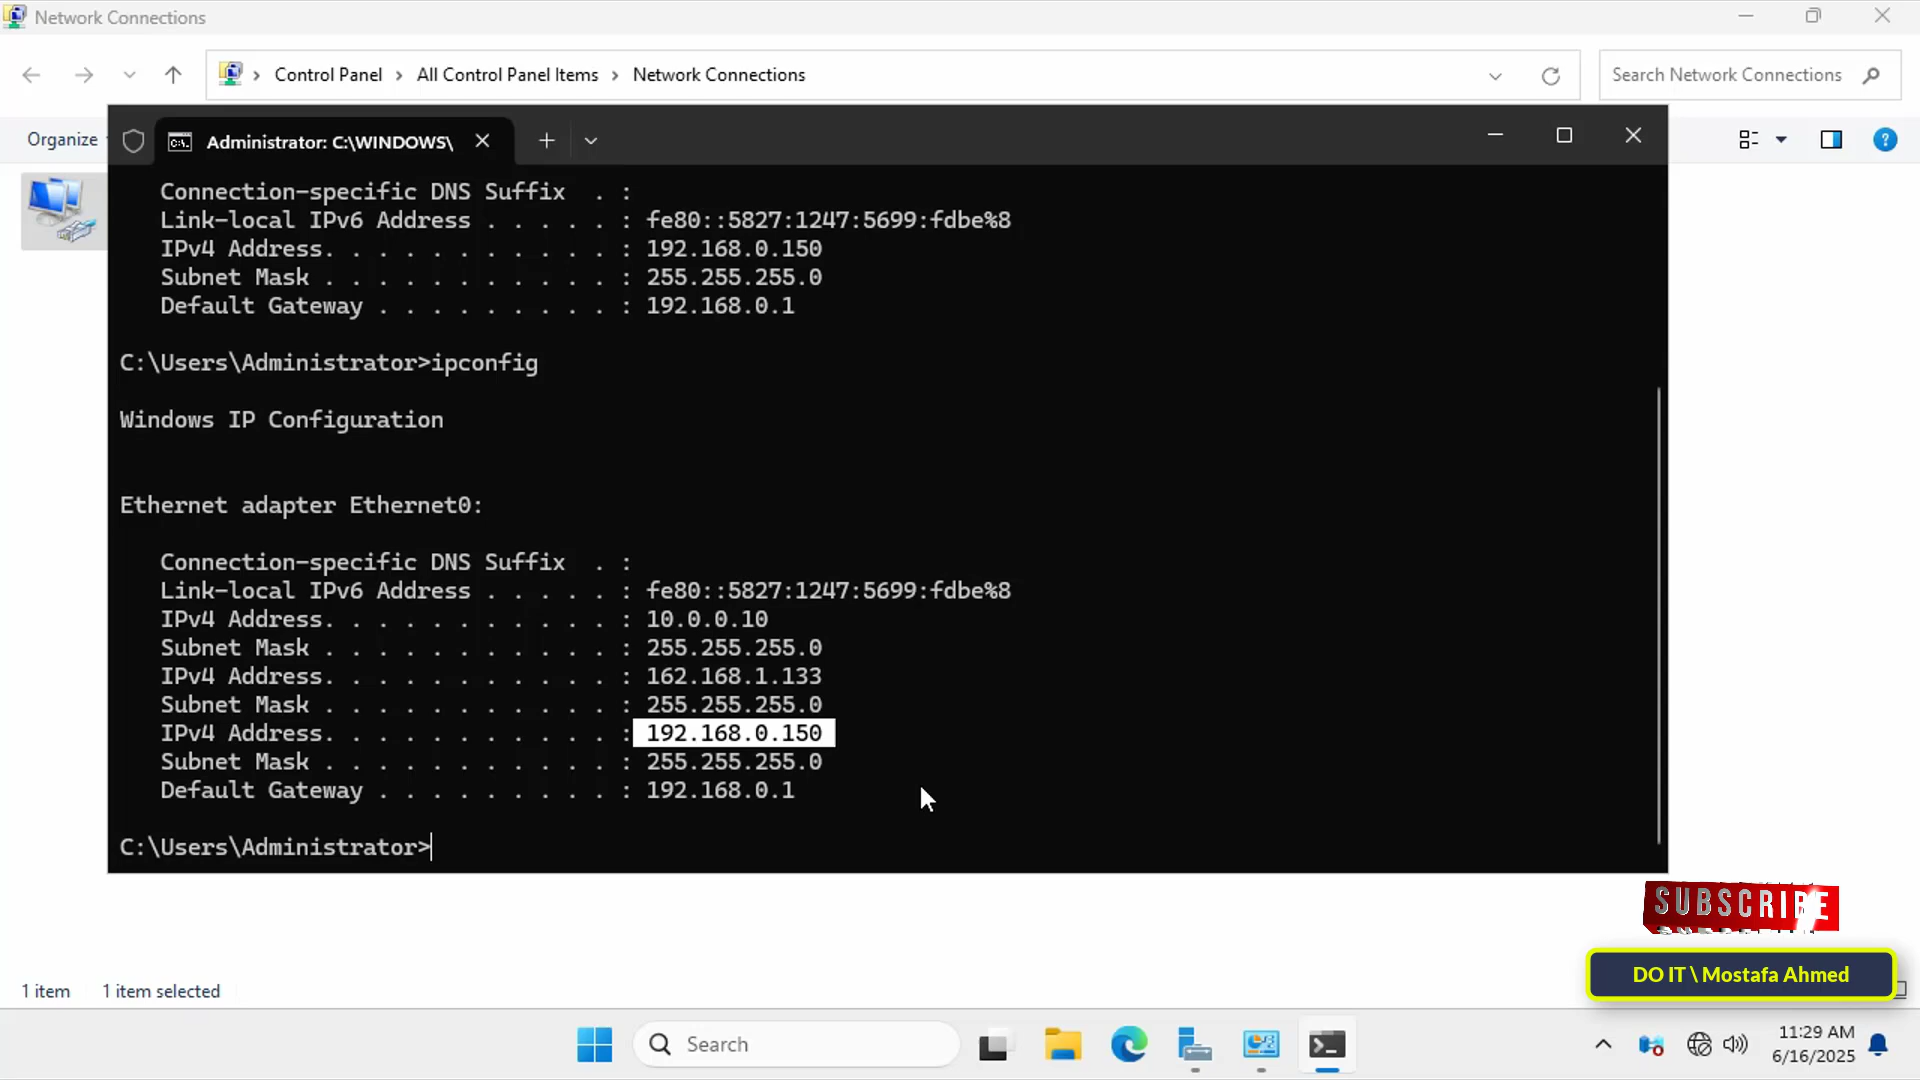 Network Connections
Control Panel > All Control Panel Items > Network Connections
Search Network Connections
Organize
Administrator: C:\WINDOWS\
Connection-specific DNS Suffix . :
Link-local IPv6 Address . . . . . : fe80::5827:1247:5699:fdbe%8
IPv4 Address. . . . . . . . . . . : 192.168.0.150
Subnet Mask . . . . . . . . . . . : 255.255.255.0
Default Gateway . . . . . . . . . : 192.168.0.1
C:\Users\Administrator>ipconfig
Windows IP Configuration
Ethernet adapter Ethernet0:
Connection-specific DNS Suffix . :
Link-local IPv6 Address . . . . . : fe80::5827:1247:5699:fdbe%8
IPv4 Address. . . . . . . . . . . : 10.0.0.10
Subnet Mask . . . . . . . . . . . : 255.255.255.0
IPv4 Address. . . . . . . . . . . : 162.168.1.133
Subnet Mask . . . . . . . . . . . : 255.255.255.0
IPv4 Address. . . . . . . . . . . : 192.168.0.150
Subnet Mask . . . . . . . . . . . : 255.255.255.0
Default Gateway . . . . . . . . . : 192.168.0.1
C:\Users\Administrator>
SUBSCRIBE
DO IT \ Mostafa Ahmed
1 item 1 item selected
Search
11:29 AM
6/16/2025